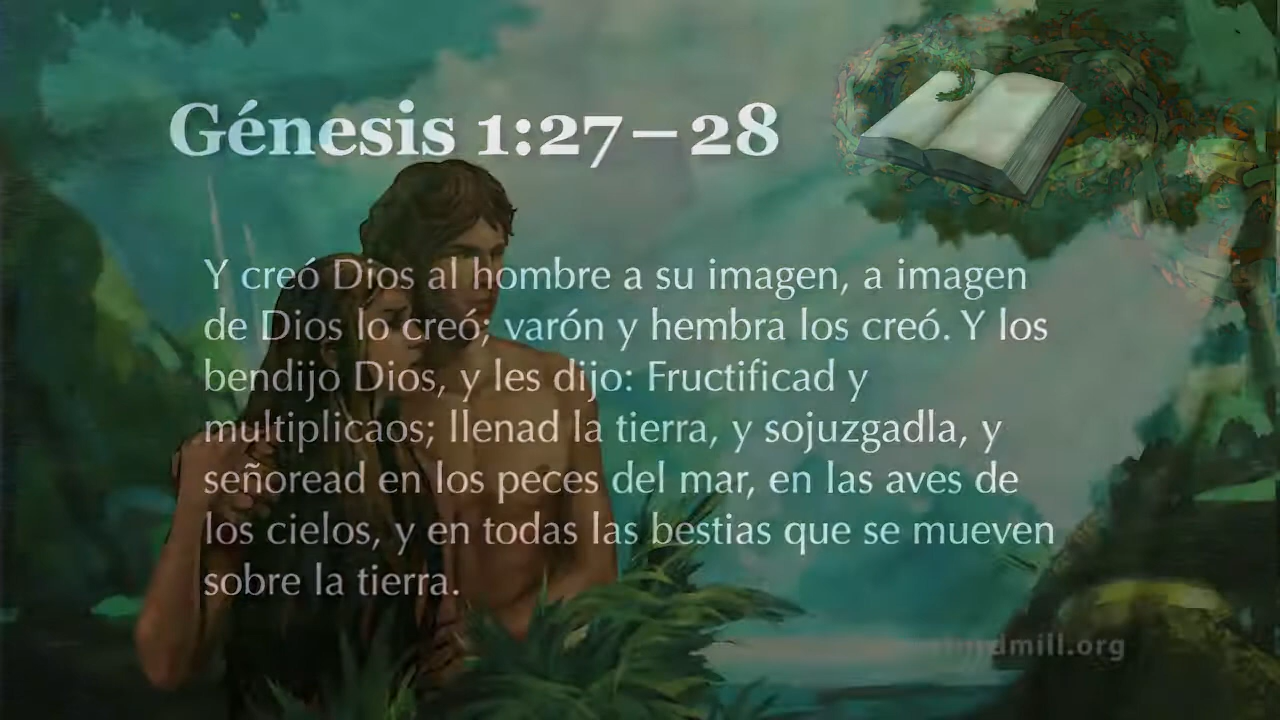 Génesis 1:27–28
Y creó Dios al hombre a su imagen, a imagen
de Dios lo creó; varón y hembra los creó. Y los
bendijo Dios, y les dijo: Fructificad y
multiplicaos; llenad la tierra, y sojuzgadla, y
señoread en los peces del mar, en las aves de
los cielos, y en todas las bestias que se mueven
sobre la tierra.